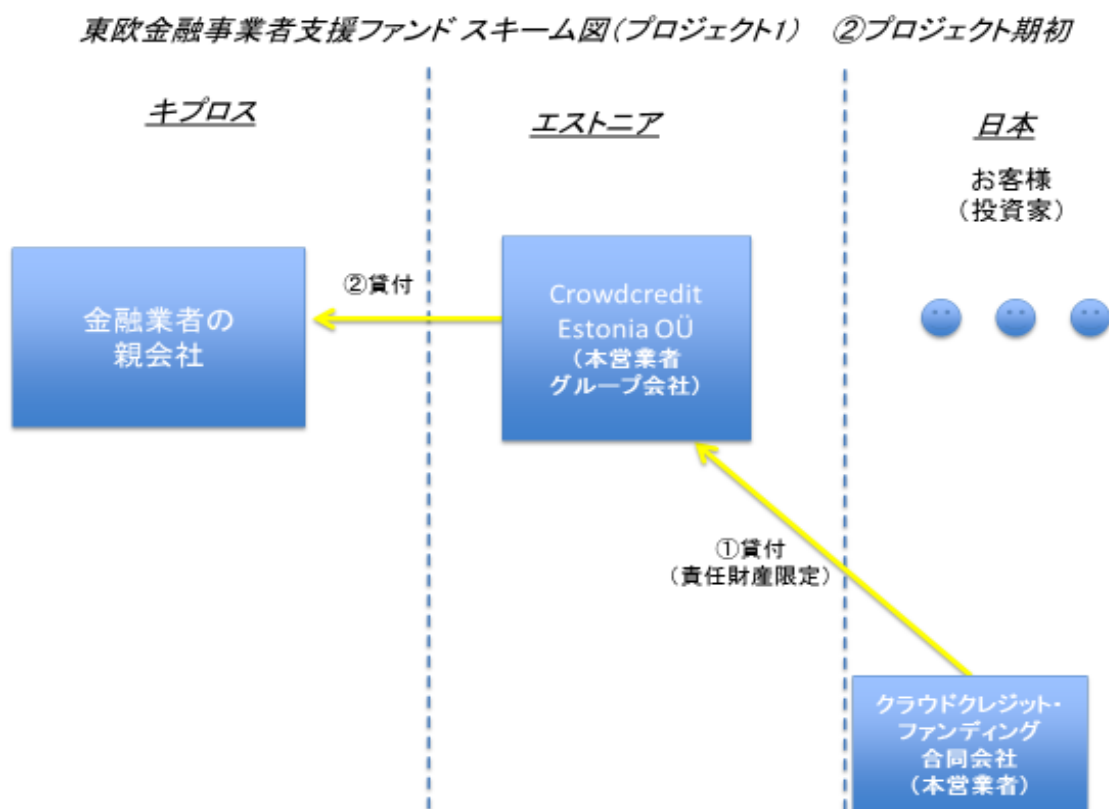 東欧金融事業者支援ファンド スキーム図(プロジェクト1) ②プロジェクト期初
キプロス
エストニア
日本
お客様
(投資家)
金融業者の
親会社
②貸付
Crowdcredit
Estonia OÜ
(本営業者
グループ会社)
①貸付
(責任財産限定)
クラウドクレジット・
ファンディング
合同会社
(本営業者)